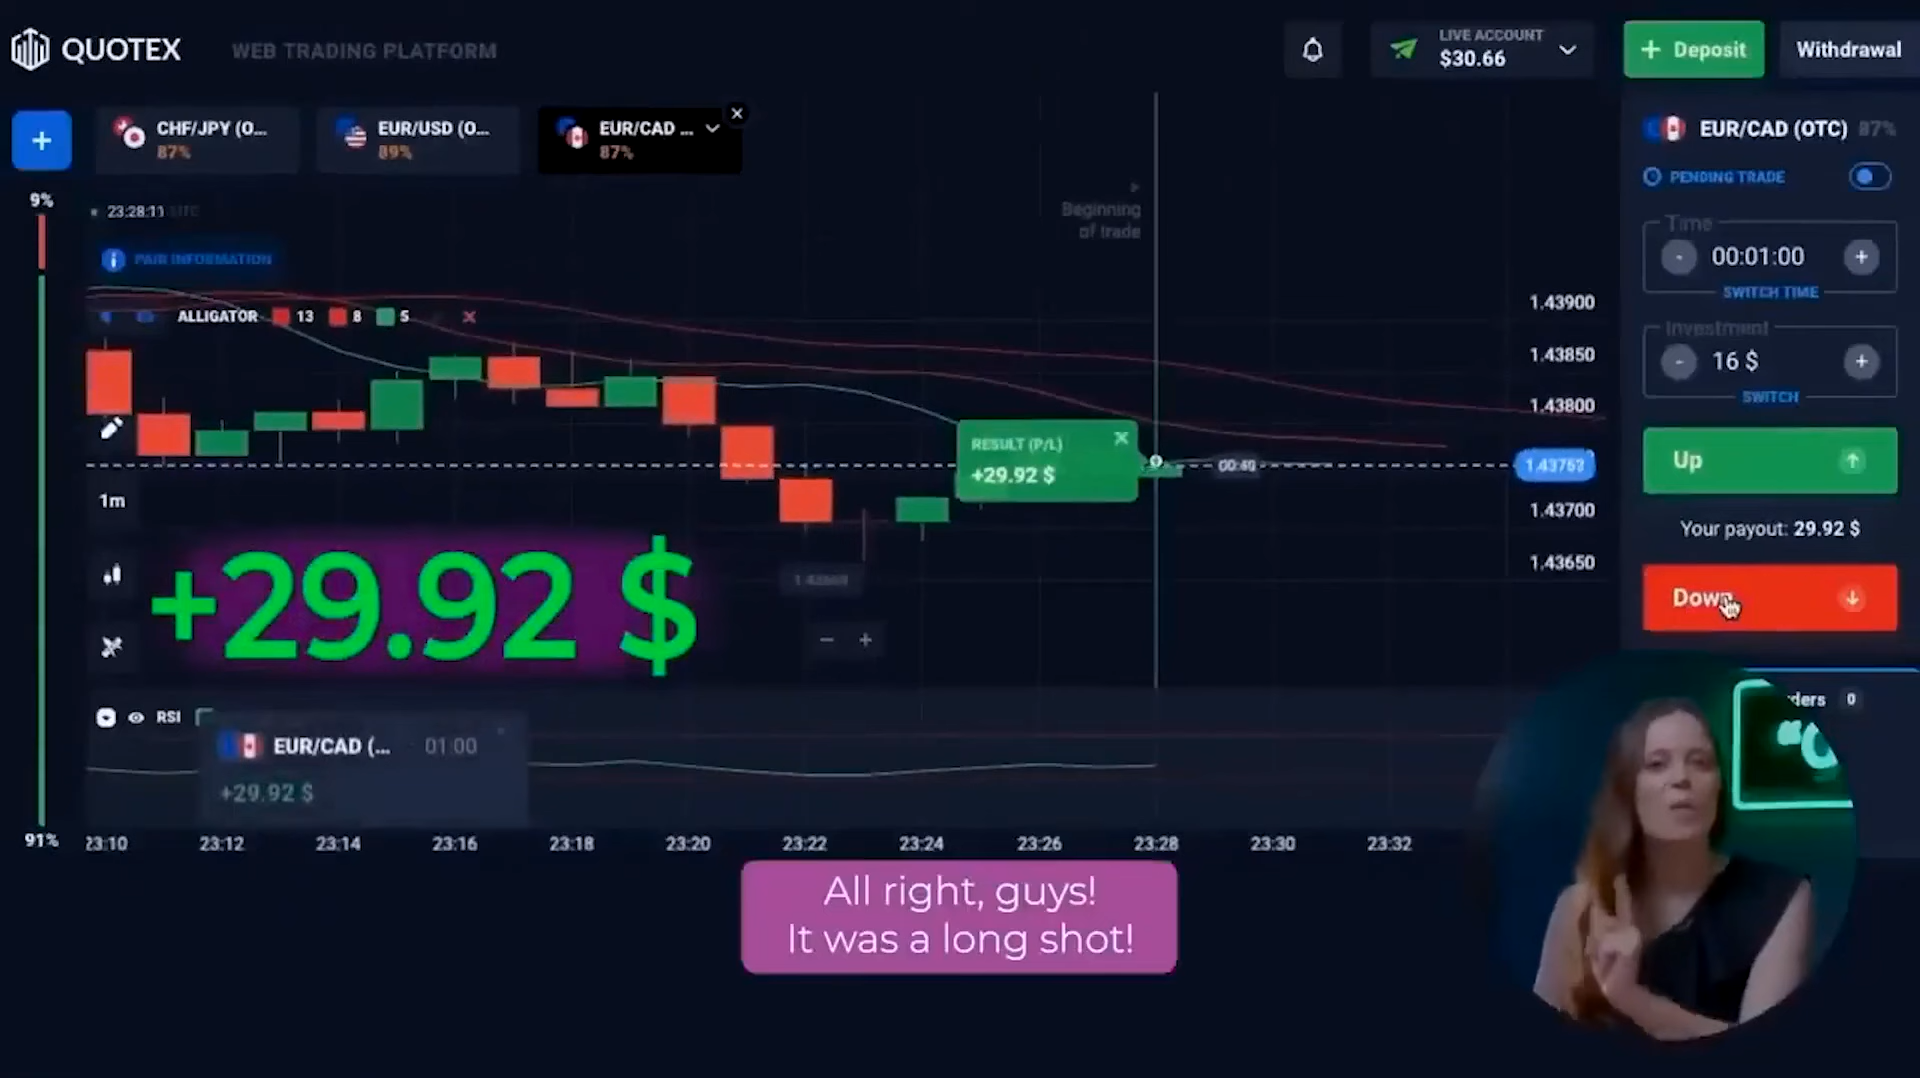 QUOTEX
WEB TRADING PLATFORM
LIVE ACCOUNT
$30.66
+ Deposit
Withdrawal
+
CHF/JPY (O...
87%
EUR/USD (O...
89%
EUR/CAD ...
87%
EUR/CAD (OTC) 87%
PENDING TRADE
9%
23:28:11 UTC
Beginning
of trade
PAIR INFORMATION
Time
- 00:01:00 +
SWITCH TIME
ALLIGATOR 13 8 5
1.43900
1.43850
1.43800
1.43700
1.43650
Investment
- 16 $ +
SWITCH
RESULT (P/L)
+29.92 $
Up
Your payout: 29.92 $
Down
1m
+29.92 $
RSI
EUR/CAD (... 01:00
+29.92 $
0
91%
23:10 23:12 23:14 23:16 23:18 23:20 23:22 23:24 23:26 23:28 23:30 23:32
All right, guys!
It was a long shot!